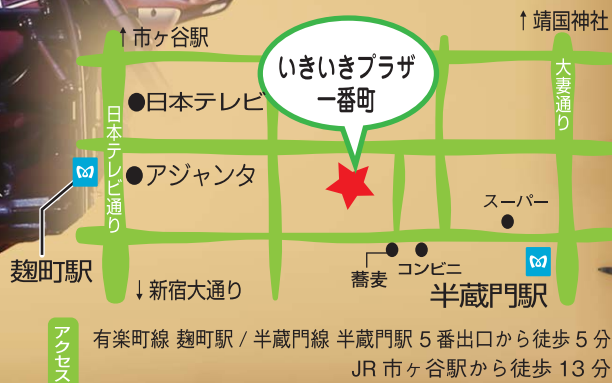 ↑市ヶ谷駅
↑靖国神社
いきいきプラザ
一番町
大妻通り
●日本テレビ
日本テレビ通り
●アジャンタ
スーパー
麹町駅
蕎麦
コンビニ
半蔵門駅
↓新宿大通り
アクセス
有楽町線 麹町駅 / 半蔵門線 半蔵門駅 5 番出口から徒歩 5 分
JR 市ヶ谷駅から徒歩 13 分